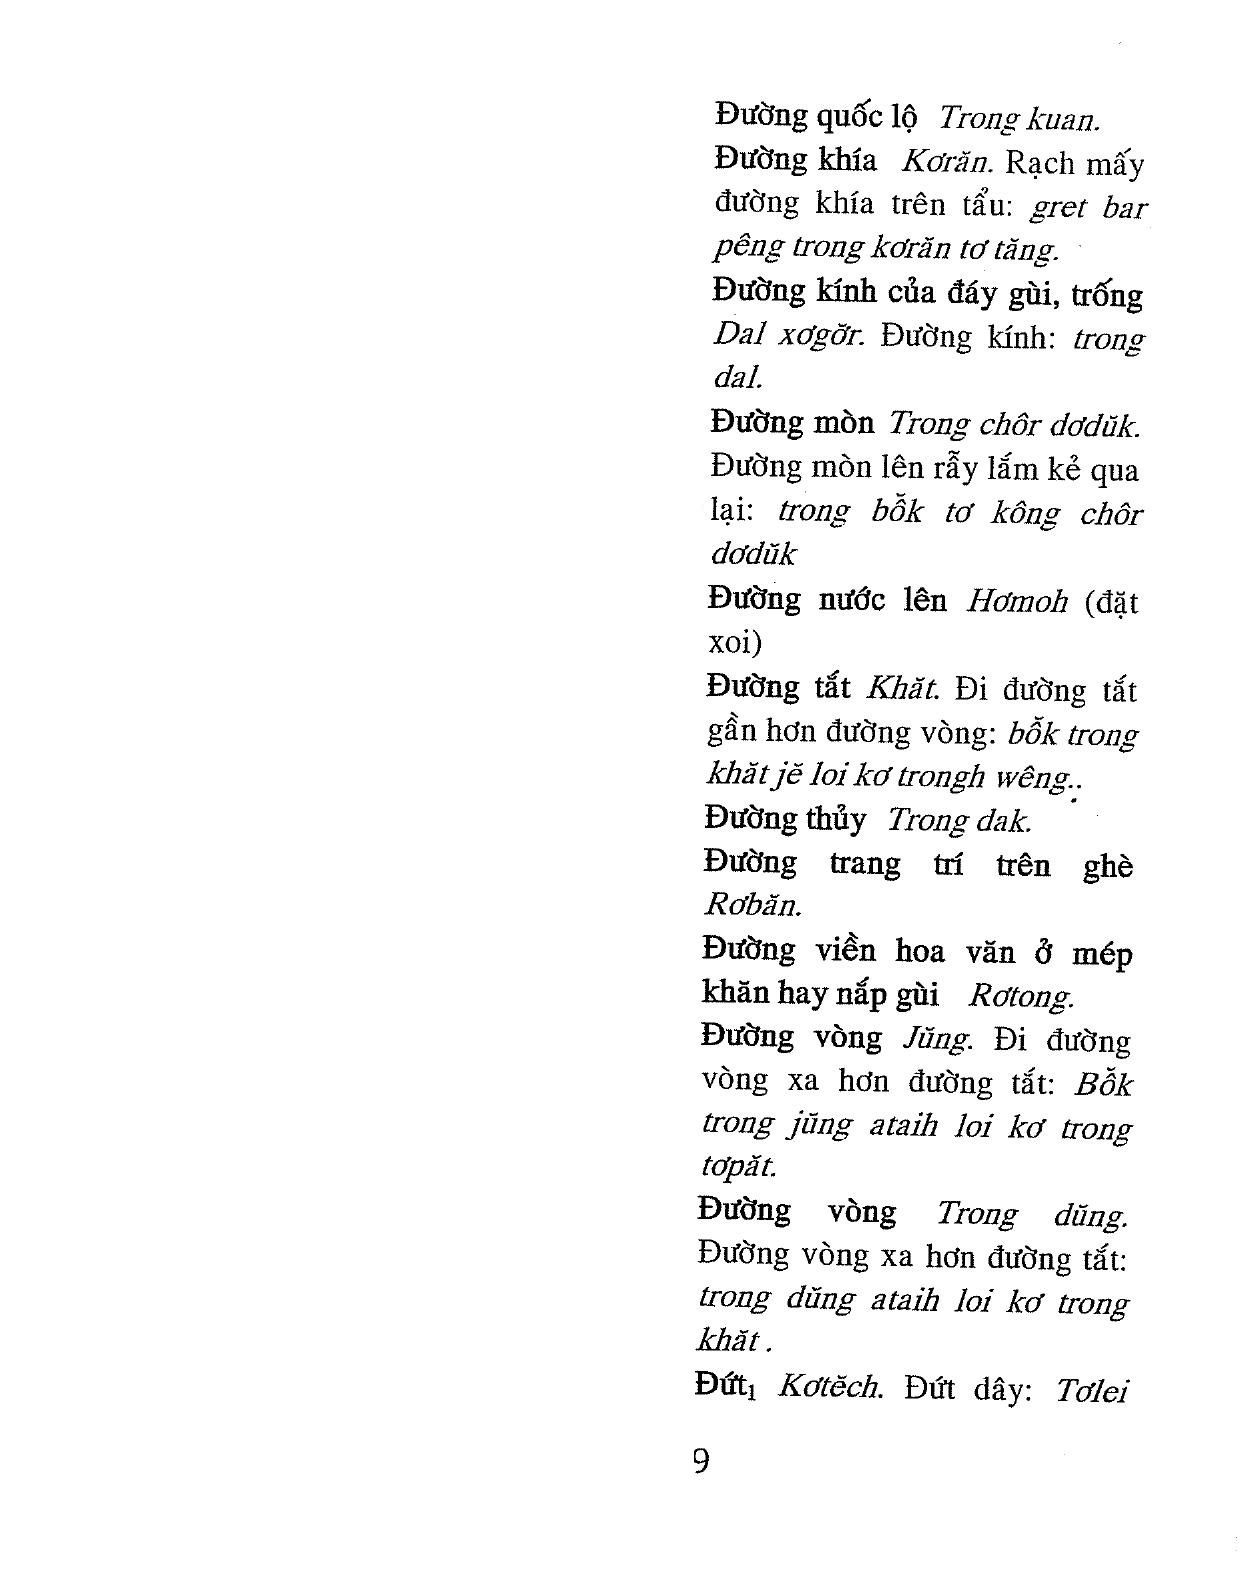 Đường quốc lộ Trong kuan.
Đường khía Kơrăn. Rạch mấy
đường khía trên tẩu: gret bar
pêng trong kơrăn tơ tăng.
Đường kính của đáy gùi, trống
Dal xơgơ̆r. Đường kính: trong
dal.
Đường mòn Trong chôr dơdŭk.
Đường mòn lên rẫy lắm kẻ qua
lại: trong bô̆k tơ kông chôr
dơdŭk
Đường nước lên Hơmoh (đặt
xoi)
Đường tắt Khăt. Đi đường tắt
gần hơn đường vòng: bô̆k trong
khăt jĕ loi kơ trongh wêng..
Đường thủy Trong dak.
Đường trang trí trên ghè
Rơbăn.
Đường viền hoa văn ở mép
khăn hay nắp gùi Rơtong.
Đường vòng Jŭng. Đi đường
vòng xa hơn đường tắt: Bô̆k
trong jŭng ataih loi kơ trong
tơpăt.
Đường vòng Trong dŭng.
Đường vòng xa hơn đường tắt:
trong dŭng ataih loi kơ trong
khăt .
Đứt₁ Kơtĕch. Đứt dây: Tơlei
9